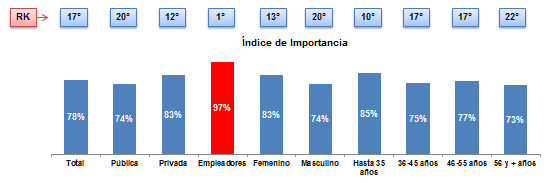 RK 17° 20° 12° 1° 13° 20° 10° 17° 17° 22°
Índice de Importancia
78% 74% 83% 97% 83% 74% 85% 75% 77% 73%
Total Pública Privada Empleadores Femenino Masculino Hasta 35 36-45 años 46-55 años 56 y + años
años